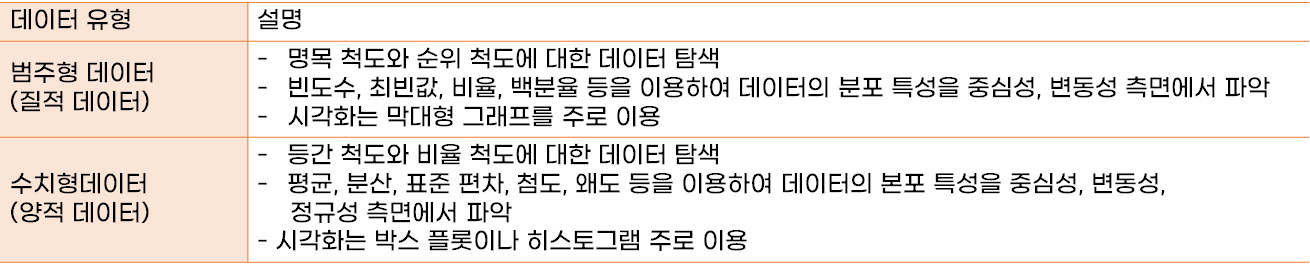 데이터 유형
설명
범주형 데이터
(질적 데이터)
- 명목 척도와 순위 척도에 대한 데이터 탐색
- 빈도수, 최빈값, 비율, 백분율 등을 이용하여 데이터의 분포 특성을 중심성, 변동성 측면에서 파악
- 시각화는 막대형 그래프를 주로 이용
수치형데이터
(양적 데이터)
- 등간 척도와 비율 척도에 대한 데이터 탐색
- 평균, 분산, 표준 편차, 첨도, 왜도 등을 이용하여 데이터의 본포 특성을 중심성, 변동성,
정규성 측면에서 파악
- 시각화는 박스 플롯이나 히스토그램 주로 이용